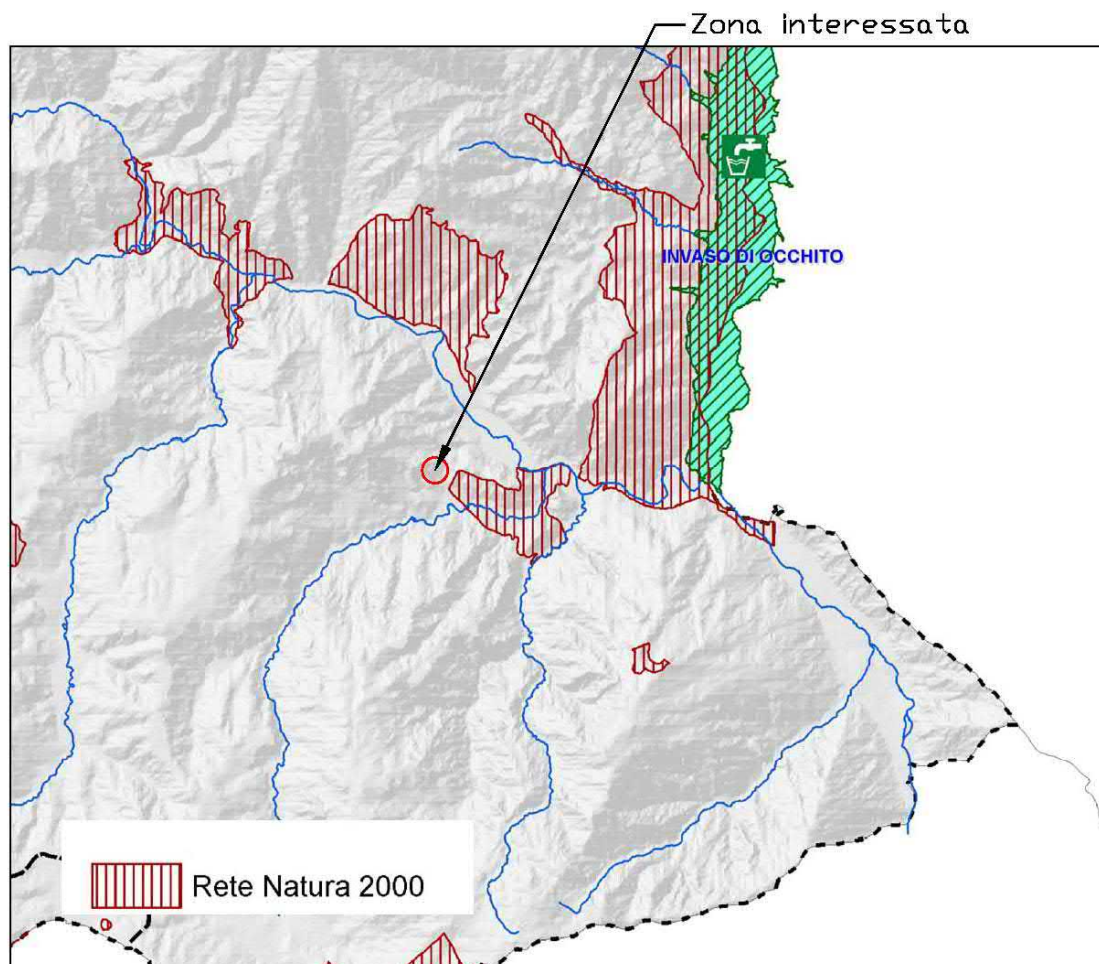 Zona interessata
INVASO DI OCCHITO
Rete Natura 2000